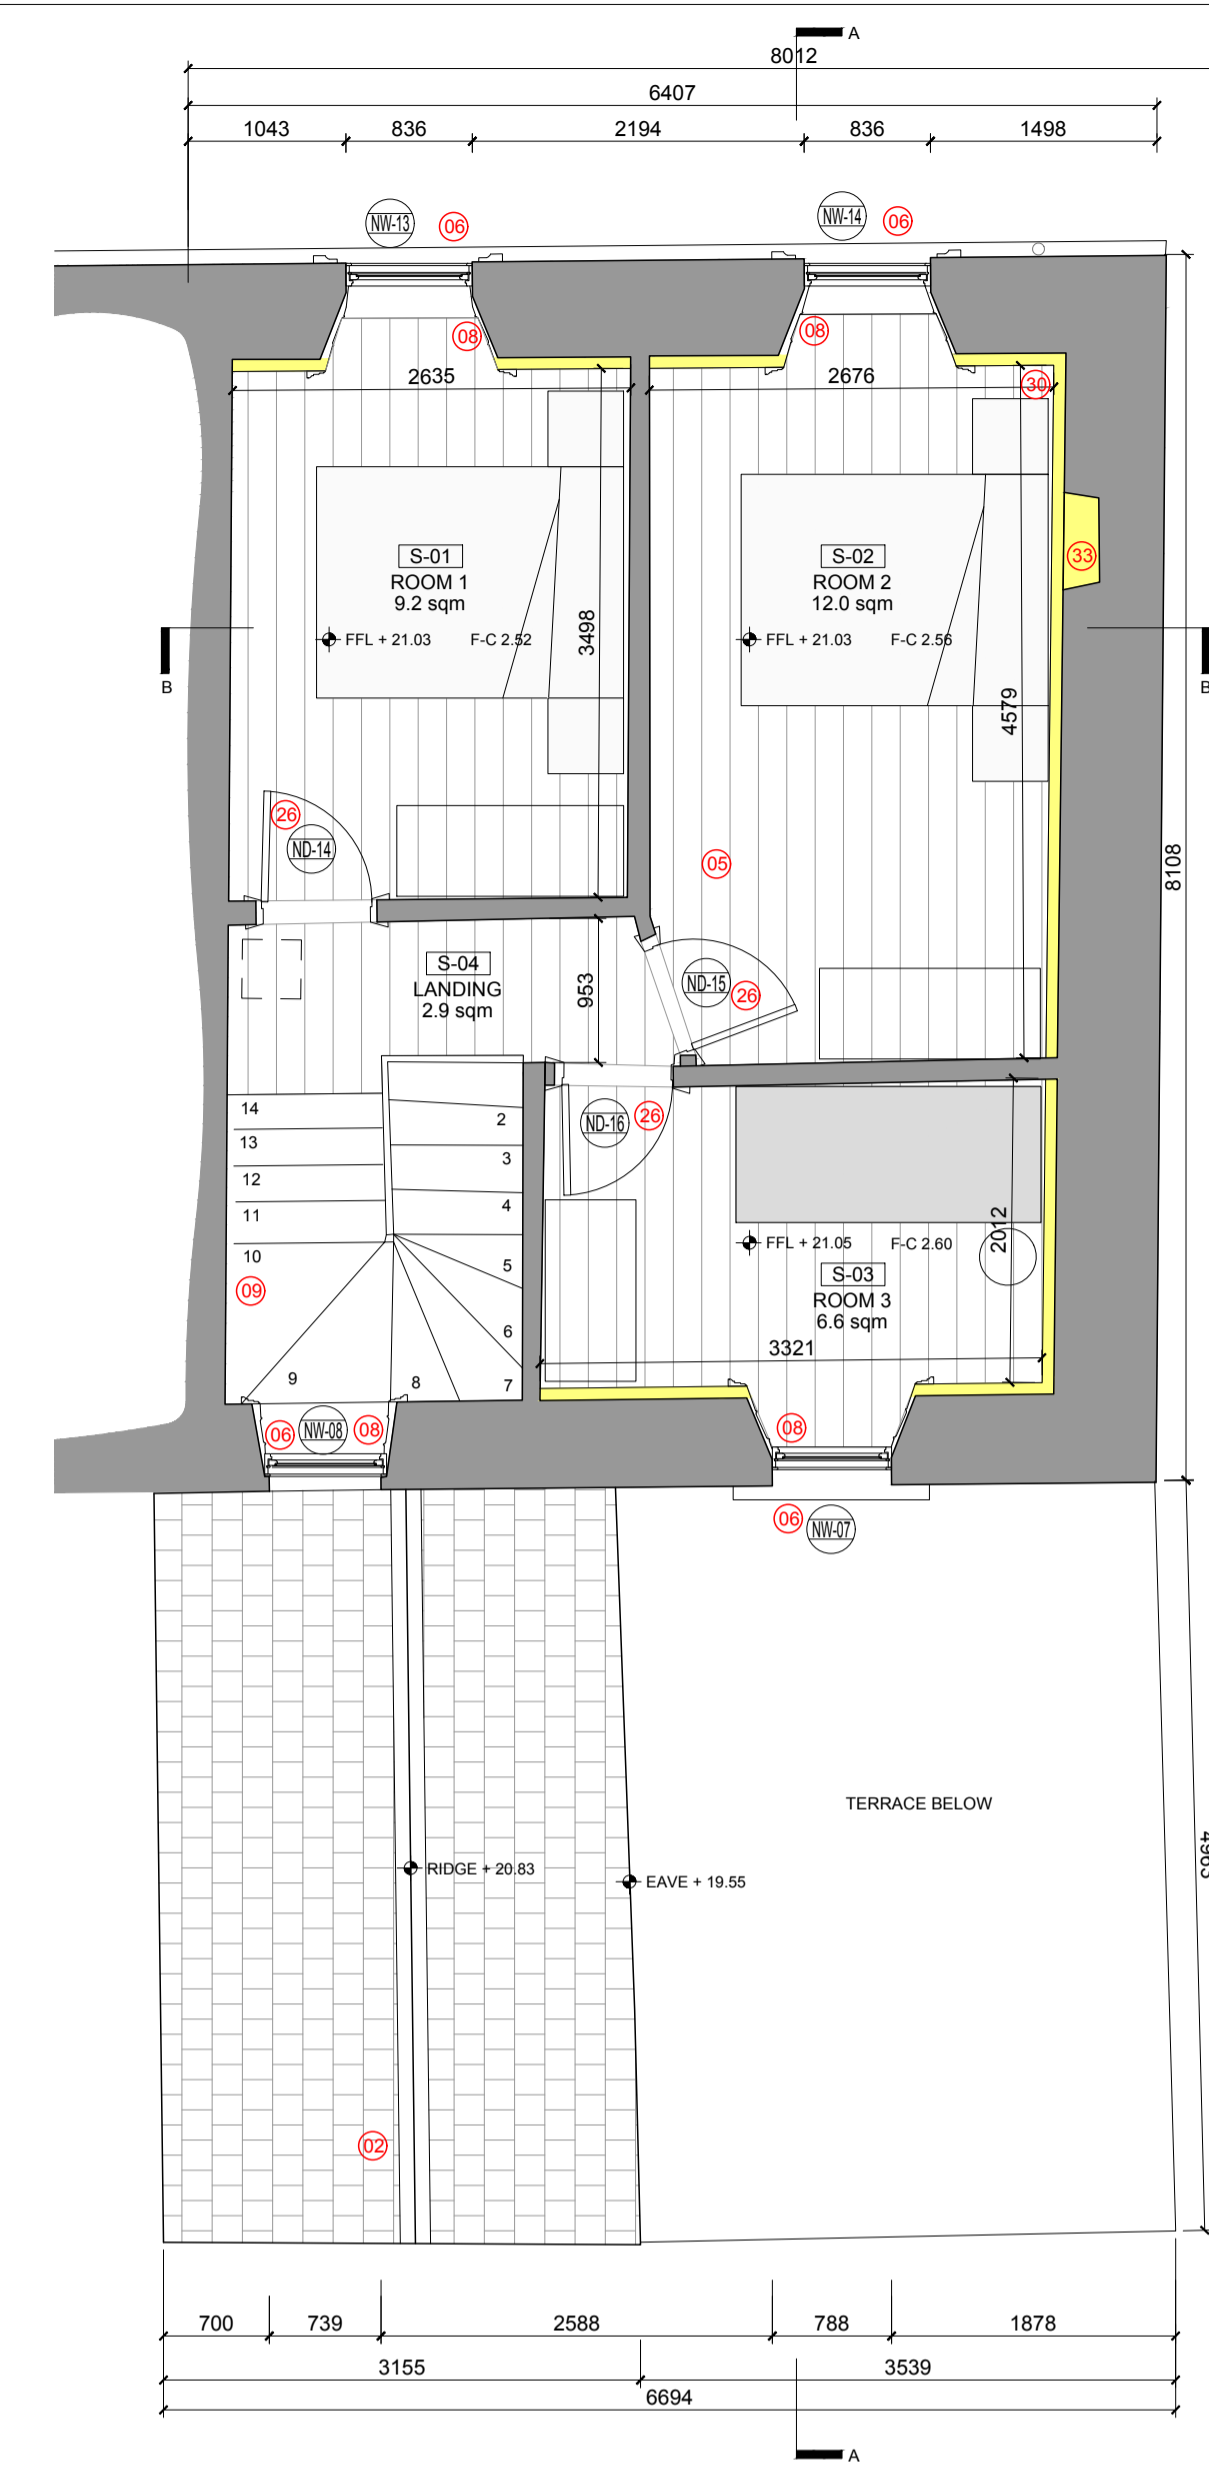 A
8012
6407
1043 836 2194 836 1498
NW-13 06 NW-14 06
08 08
2635 2676 30
S-01
ROOM 1
9.2 sqm
FFL + 21.03 F-C 2.52
3498
S-02
ROOM 2
12.0 sqm
FFL + 21.03 F-C 2.56
4579
33
B B
26
ND-14
05
8108
S-04
LANDING
2.9 sqm
953
ND-15
26
ND-16 26
14
13
12
11
10
09
2
3
4
5
6
7
8
9
FFL + 21.05 F-C 2.60
2012
S-03
ROOM 3
6.6 sqm
3321
06 NW-08 08
08
06 NW-07
TERRACE BELOW
RIDGE + 20.83
EAVE + 19.55
02
700 739 2588 788 1878
3155 3539
6694
A